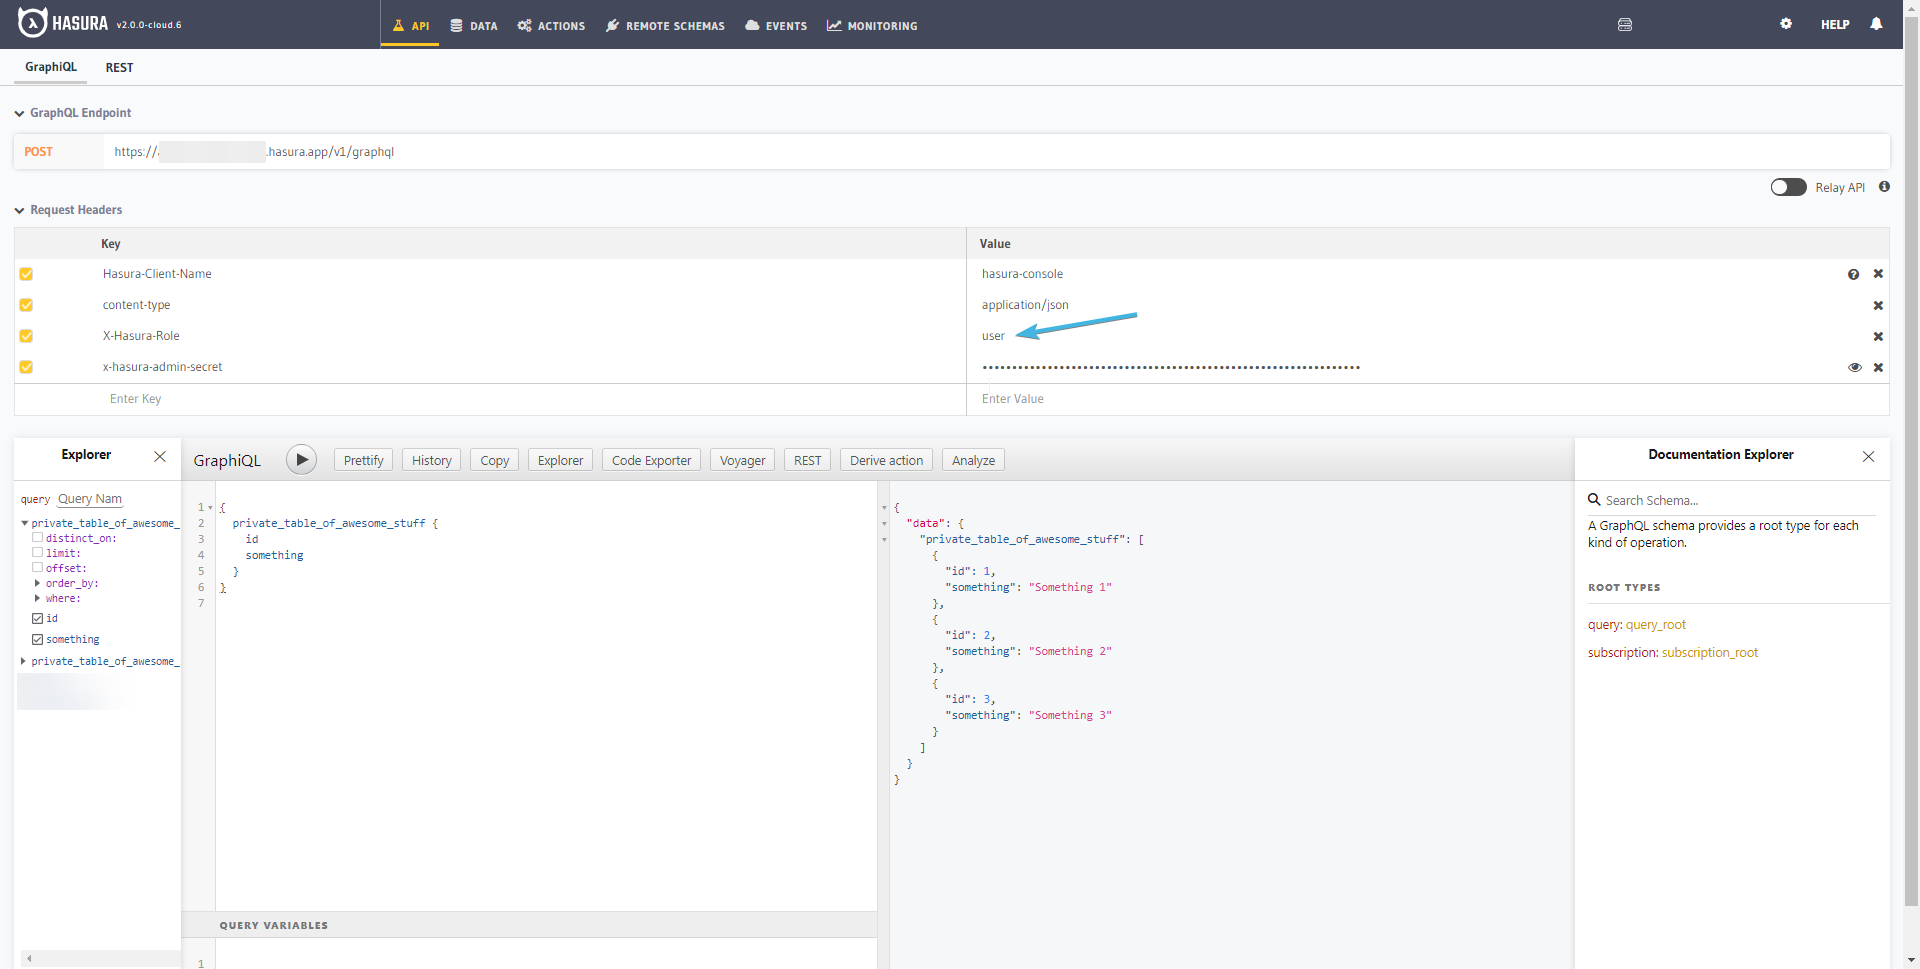 HASURA v2.0.0-cloud.6 API DATA ACTIONS REMOTE SCHEMAS EVENTS MONITORING HELP
GraphiQL REST
GraphQL Endpoint
POST https:// .hasura.app/v1/graphql
Relay API
Request Headers
Key Value
Hasura-Client-Name hasura-console
content-type application/json
X-Hasura-Role user
x-hasura-admin-secret ••••••••••••••••••••••••••••••••••••••••••••••••••••••••••••••••
Enter Key Enter Value
Explorer
query Query Nam
private_table_of_awesome_
distinct_on:
limit:
offset:
order_by:
where:
id
something
private_table_of_awesome_
GraphiQL Prettify History Copy Explorer Code Exporter Voyager REST Derive action Analyze
1 {
2 private_table_of_awesome_stuff {
3 id
4 something
5 }
6 }
7
QUERY VARIABLES
1
{
"data": {
"private_table_of_awesome_stuff": [
{
"id": 1,
"something": "Something 1"
},
{
"id": 2,
"something": "Something 2"
},
{
"id": 3,
"something": "Something 3"
}
]
}
}
Documentation Explorer
Search Schema...
A GraphQL schema provides a root type for each
kind of operation.
ROOT TYPES
query: query_root
subscription: subscription_root